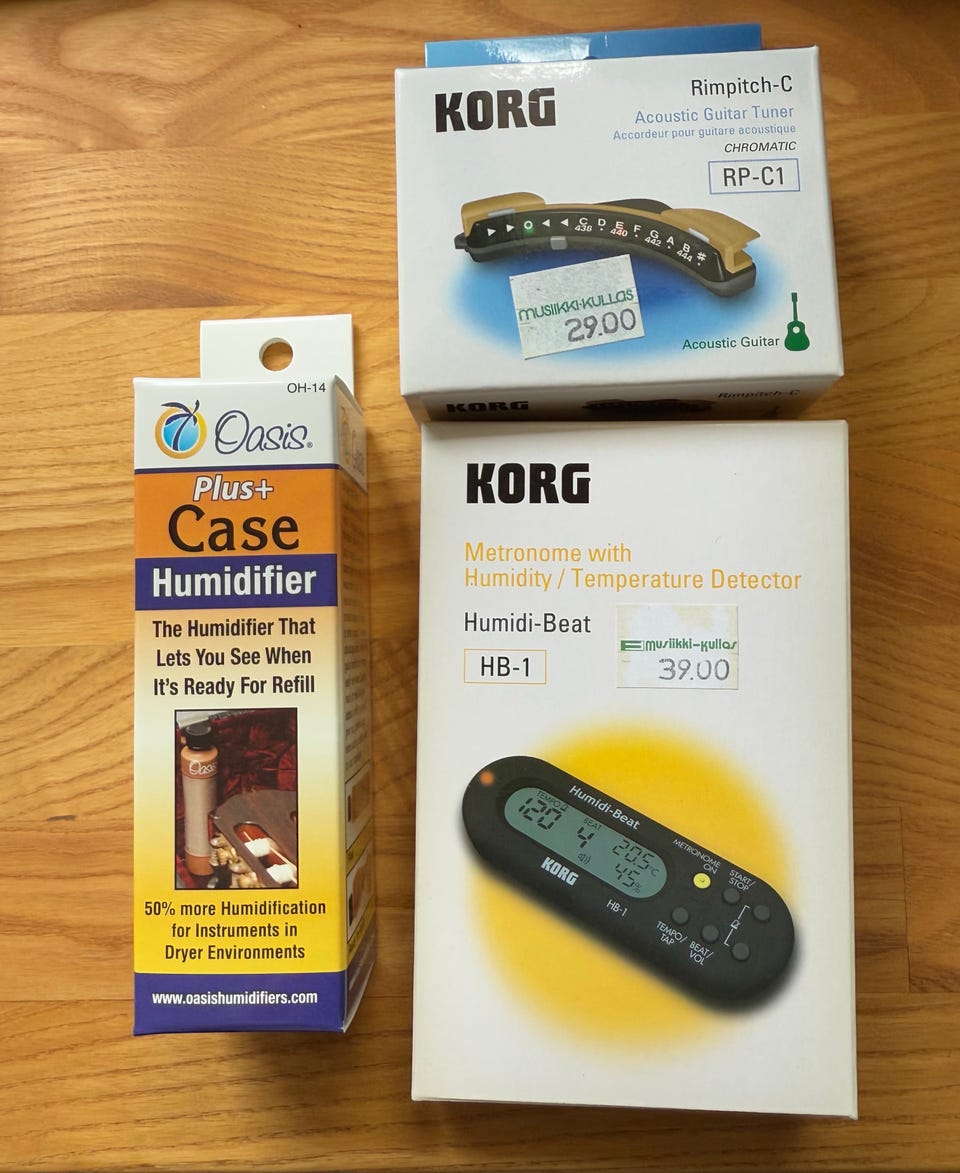 KORG
Rimpitch-C
Acoustic Guitar Tuner
Accordeur pour guitare acoustique
CHROMATIC
RP-C1
C D E F G A B #
438 • 440 • 442 • 444 •
MUSIIKKI-KULLAS
29.00
Acoustic Guitar
KORG
Rimpitch-C
OH-14
Oasis®
Plus+
Case
Humidifier
The Humidifier That
Lets You See When
It's Ready For Refill
Oasis
50% more Humidification
for Instruments in
Dryer Environments
www.oasishumidifiers.com
KORG
Metronome with
Humidity / Temperature Detector
Humidi-Beat
HB-1
musiikki-kullas
39.00
Humidi-Beat
TEMPO
120
BEAT
4
20.5°C
45%
KORG
HB-1
METRONOME
ON
START/
STOP
TEMPO/
TAP
BEAT/
VOL